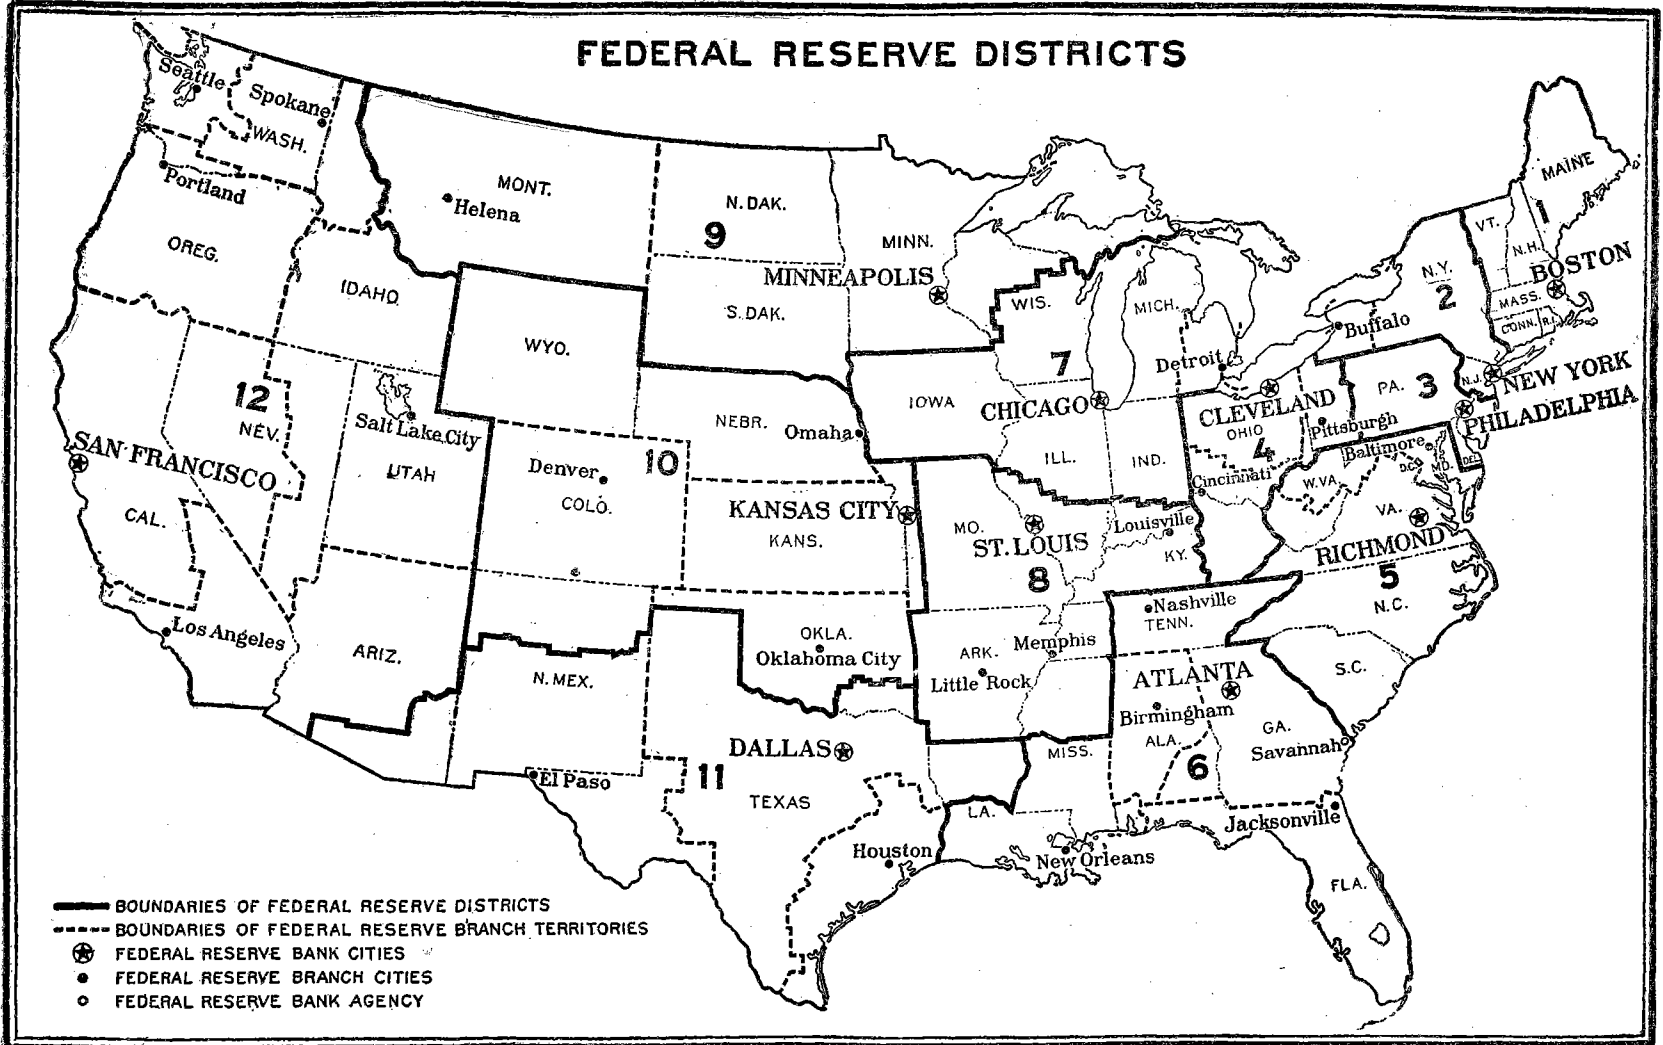 FEDERAL RESERVE DISTRICTS
Seattle
Spokane
WASH.
Portland
OREG.
IDAHO
MONT.
Helena
N. DAK.
9
MINN.
MINNEAPOLIS
S. DAK.
WYO.
WIS.
MICH.
7
Detroit
IOWA
CHICAGO
ILL.
IND.
MAINE
VT.
N.H.
1
BOSTON
MASS.
CONN.
R.I.
N.Y.
2
Buffalo
NEW YORK
N.J.
PA.
3
PHILADELPHIA
CLEVELAND
OHIO
4
Pittsburgh
Cincinnati
Baltimore
D.C.
MD.
DEL.
W.VA.
VA.
RICHMOND
5
N.C.
S.C.
12
NEV.
SAN FRANCISCO
CAL.
Los Angeles
Salt Lake City
UTAH
ARIZ.
NEBR.
Omaha
Denver
10
COLO.
KANSAS CITY
KANS.
MO.
ST. LOUIS
8
Louisville
KY.
Nashville
TENN.
Memphis
ARK.
Little Rock
OKLA.
Oklahoma City
N. MEX.
El Paso
DALLAS
11
TEXAS
Houston
LA.
New Orleans
MISS.
ATLANTA
Birmingham
ALA.
6
GA.
Savannah
Jacksonville
FLA.
BOUNDARIES OF FEDERAL RESERVE DISTRICTS
BOUNDARIES OF FEDERAL RESERVE BRANCH TERRITORIES
FEDERAL RESERVE BANK CITIES
FEDERAL RESERVE BRANCH CITIES
FEDERAL RESERVE BANK AGENCY